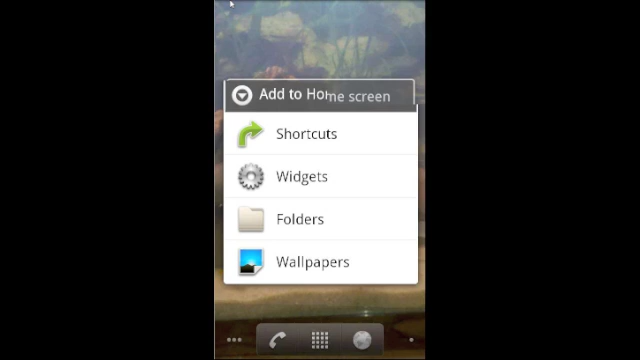 Add to Home screen
Shortcuts
Widgets
Folders
Wallpapers